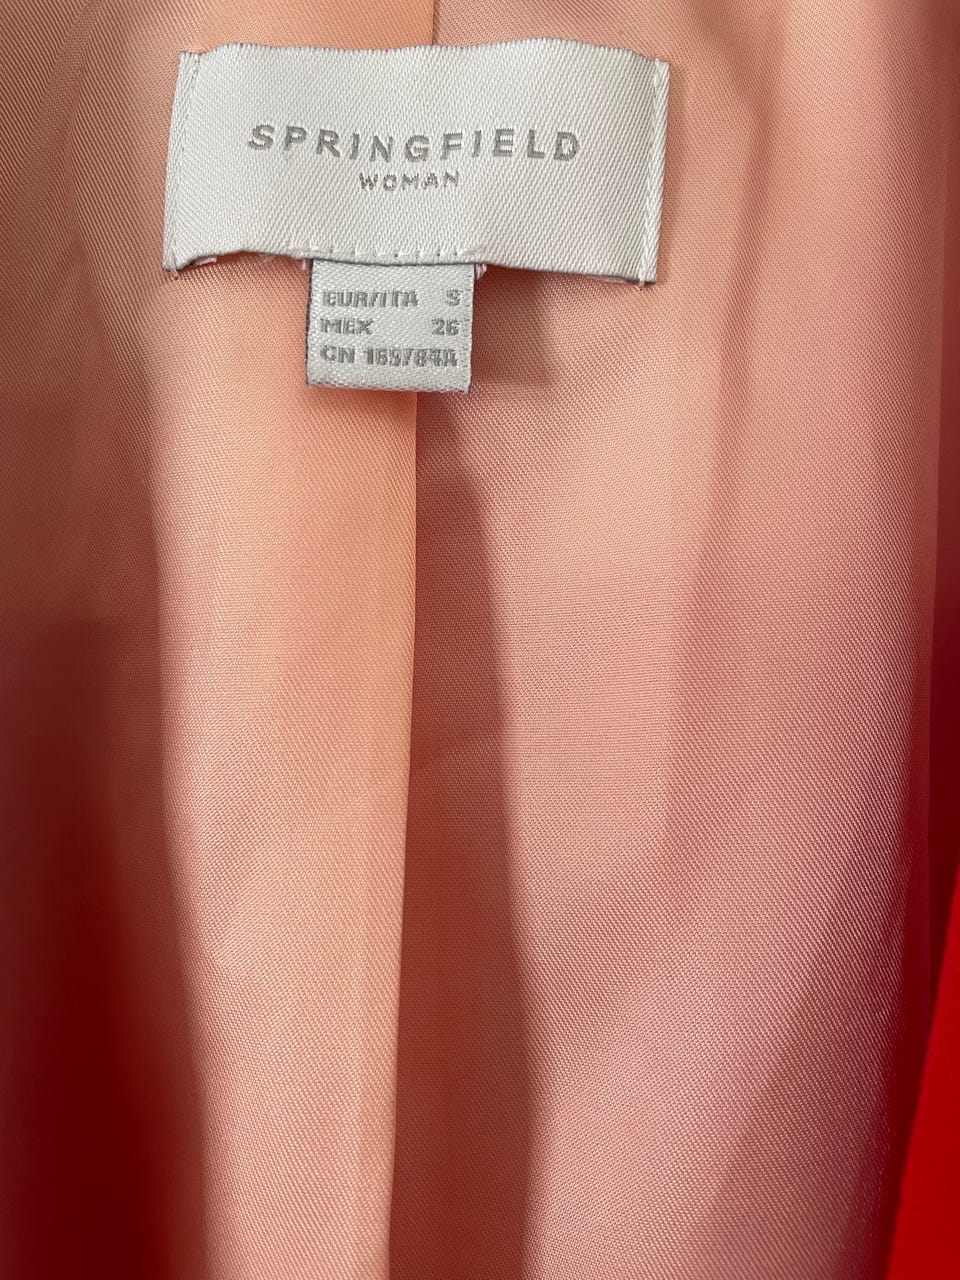 SPRINGFIELD
WOMAN
EUR/ITA S
MEX 26
CN 165/84A